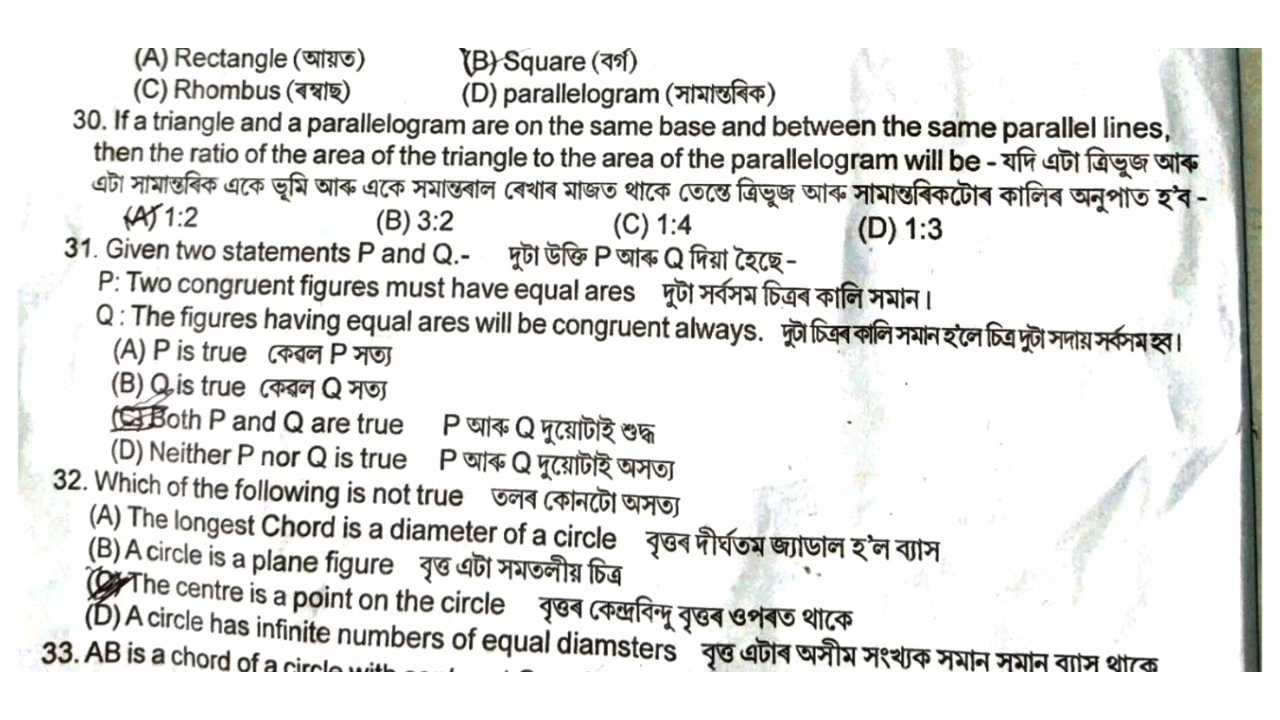 (A) Rectangle (আয়ত) (B) Square (বৰ্গ)
(C) Rhombus (ৰম্বাছ) (D) parallelogram (সামান্তৰিক)
30. If a triangle and a parallelogram are on the same base and between the same parallel lines,
then the ratio of the area of the triangle to the area of the parallelogram will be - যদি এটা ত্ৰিভূজ আৰু
এটা সামান্তৰিক একে ভূমি আৰু একে সমান্তৰাল ৰেখাৰ মাজত থাকে তেন্তে ত্ৰিভূজ আৰু সামান্তৰিকটোৰ কালিৰ অনুপাত হ'ব -
(A) 1:2 (B) 3:2 (C) 1:4 (D) 1:3
31. Given two statements P and Q.- দুটা উক্তি P আৰু Q দিয়া হৈছে -
P: Two congruent figures must have equal ares দুটা সৰ্বসম চিত্ৰৰ কালি সমান।
Q : The figures having equal ares will be congruent always. দুটা চিত্ৰৰ কালি সমান হ'লে চিত্ৰ দুটা সদায় সৰ্বসম হব।
(A) P is true কেৱল P সত্য
(B) Q is true কেৱল Q সত্য
(C) Both P and Q are true P আৰু Q দুয়োটাই শুদ্ধ
(D) Neither P nor Q is true P আৰু Q দুয়োটাই অসত্য
32. Which of the following is not true তলৰ কোনটো অসত্য
(A) The longest Chord is a diameter of a circle বৃত্তৰ দীৰ্ঘতম জ্যাডাল হ'ল ব্যাস
(B) A circle is a plane figure বৃত্ত এটা সমতলীয় চিত্ৰ
(C) The centre is a point on the circle বৃত্তৰ কেন্দ্ৰবিন্দু বৃত্তৰ ওপৰত থাকে
(D) A circle has infinite numbers of equal diamsters বৃত্ত এটাৰ অসীম সংখ্যক সমান সমান ব্যাস থাকে
33. AB is a chord of a circle with